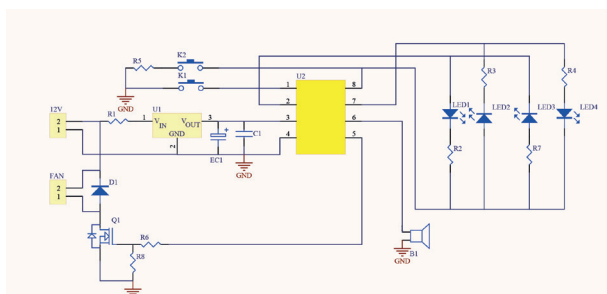 K2
R5
K1
U2
GND
1
8
2
7
3
6
4
5
12V
2
1
R1
U1
1
V IN
V OUT
3
GND
2
EC1
C1
GND
FAN
2
1
D1
Q1
R6
R8
B1
GND
R3
R4
LED1
LED2
LED3
LED4
R2
R7